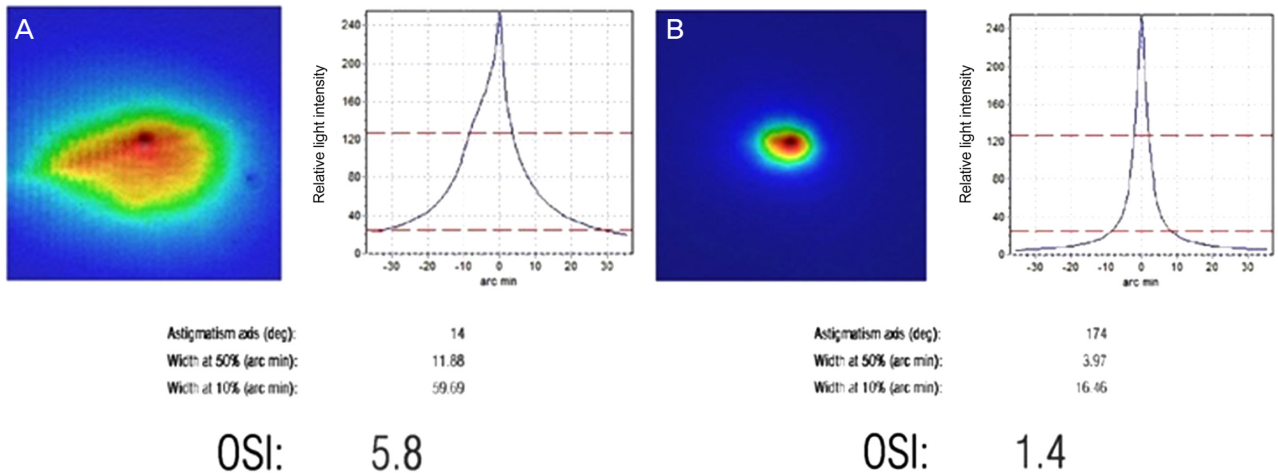 A
Relative light intensity
240
200
160
120
80
40
0
-30 -20 -10 0 10 20 30
arc min
Astigmatism axis (deg): 14
Width at 50% (arc min): 11.88
Width at 10% (arc min): 59.69
OSI: 5.8
B
Relative light intensity
240
200
160
120
80
40
0
-30 -20 -10 0 10 20 30
arc min
Astigmatism axis (deg): 174
Width at 50% (arc min): 3.97
Width at 10% (arc min): 16.46
OSI: 1.4